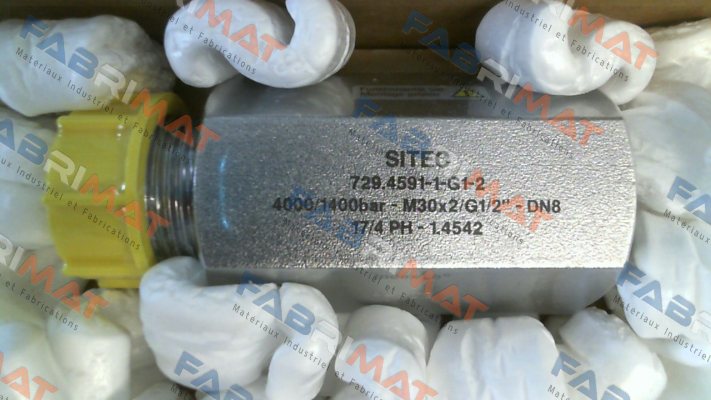 SITEC
729.4591-1-G1-2
4000/1400bar - M30x2/G1/2" - DN8
17/4 PH - 1.4542
FABRIMAT
Matériaux Industriel et Fabrications